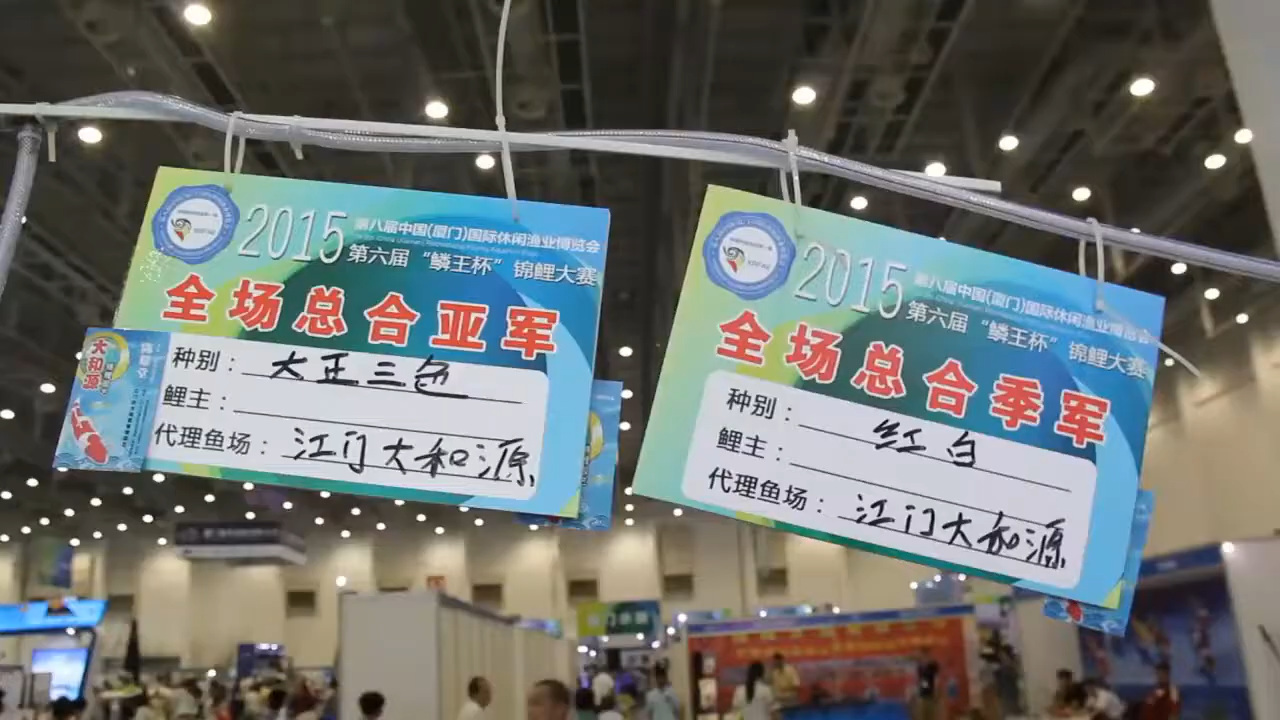 2015
第八届中国(厦门)国际休闲渔业博览会
第六届“鳞王杯”锦鲤大赛
全场总合亚军
种别：大正三色
鲤主：
代理鱼场：江门大和源
大和源
2015
第八届中国(厦门)国际休闲渔业博览会
第六届“鳞王杯”锦鲤大赛
全场总合季军
种别：红白
鲤主：
代理鱼场：江门大和源